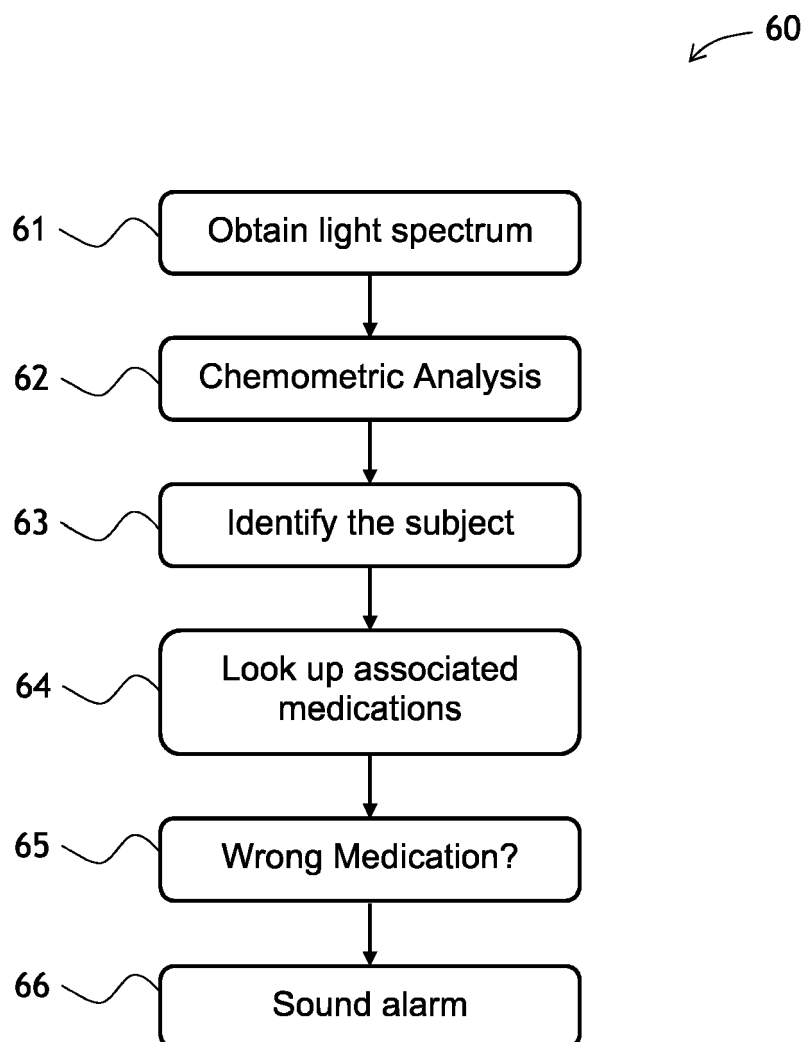 60
61 Obtain light spectrum
62 Chemometric Analysis
63 Identify the subject
64 Look up associated
medications
65 Wrong Medication?
66 Sound alarm